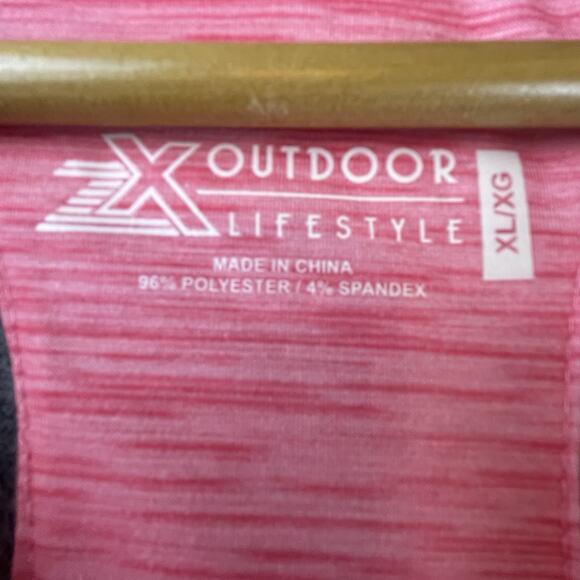 X OUTDOOR
LIFESTYLE
XL/XG
MADE IN CHINA
96% POLYESTER / 4% SPANDEX